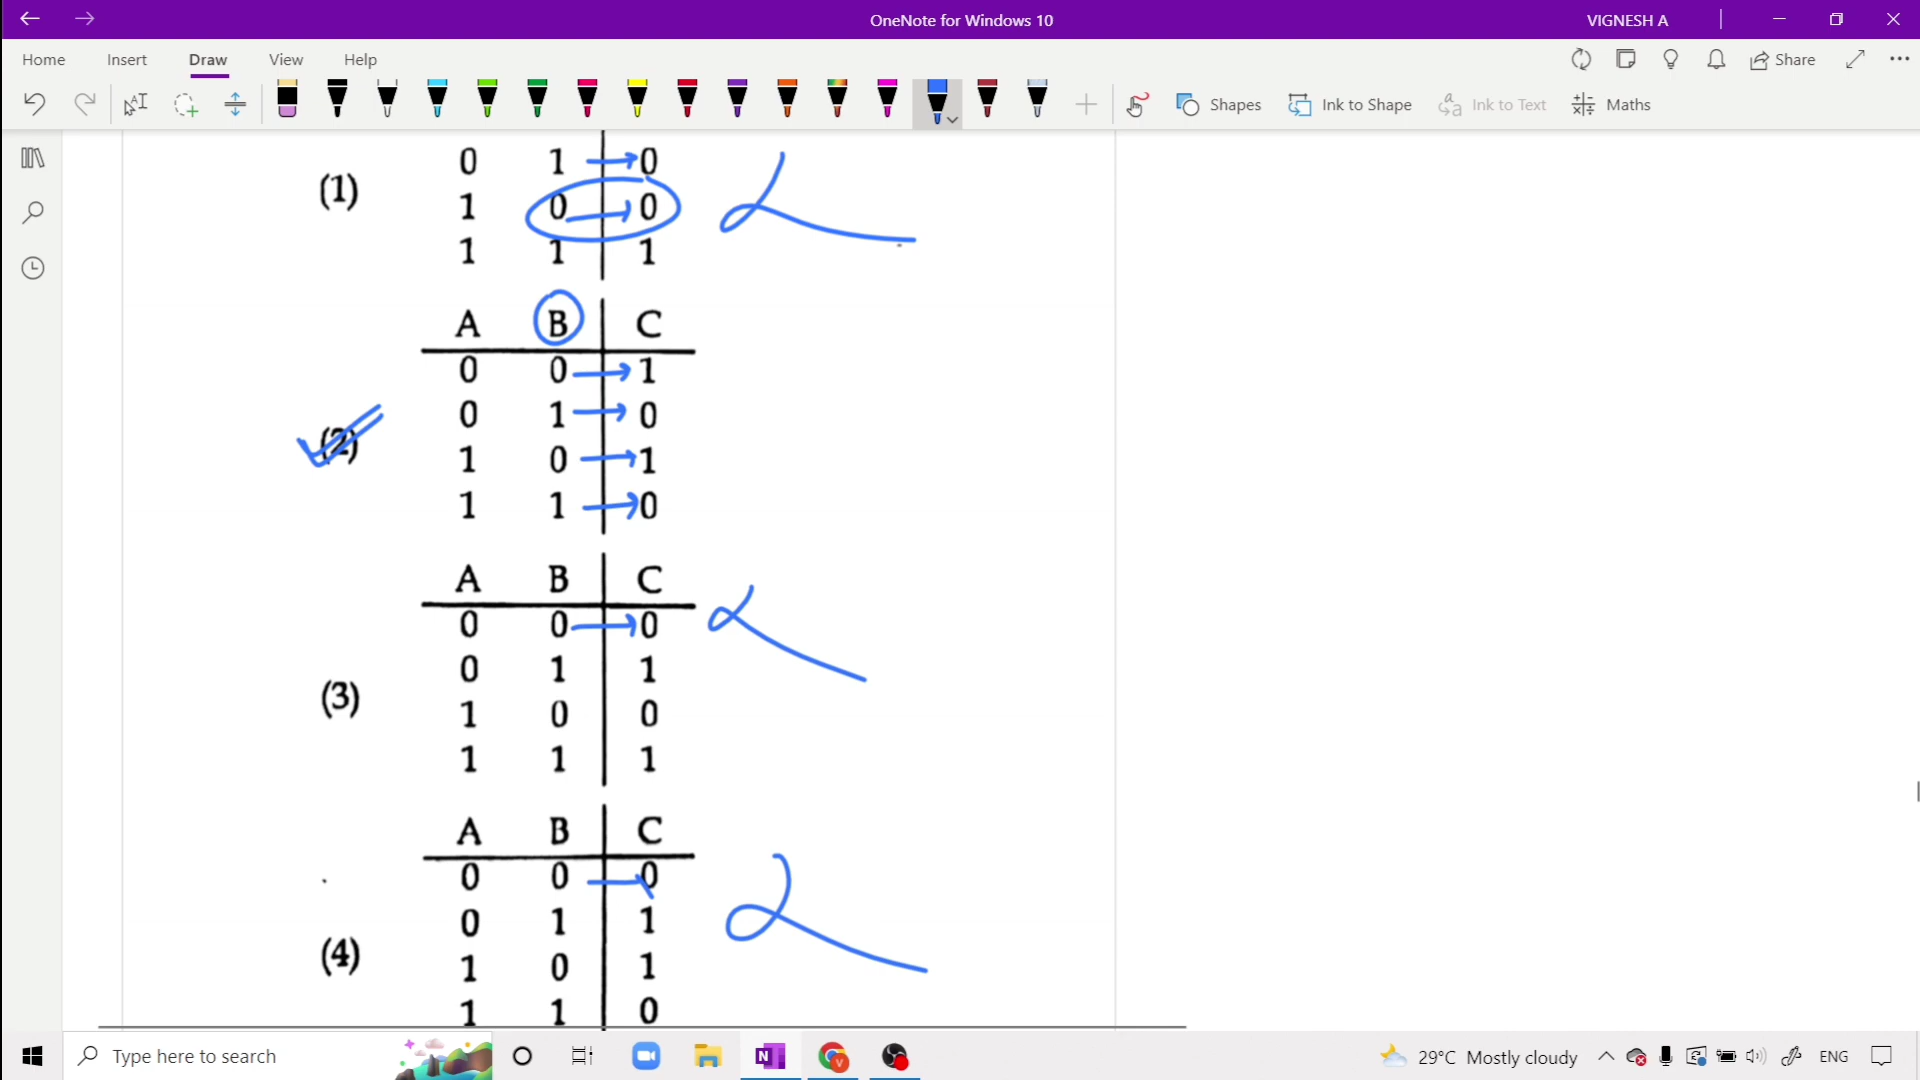 OneNote for Windows 10
VIGNESH A
Home Insert Draw View Help
Share
Shapes Ink to Shape Ink to Text Maths
0 1 0
(1)
1 0 0
1 1 1
A B C
0 0 1
0 1 0
(2)
1 0 1
1 1 0
A B C
0 0 0
0 1 1
(3)
1 0 0
1 1 1
A B C
0 0 0
0 1 1
(4)
1 0 1
1 1 0
Type here to search
29°C Mostly cloudy
ENG